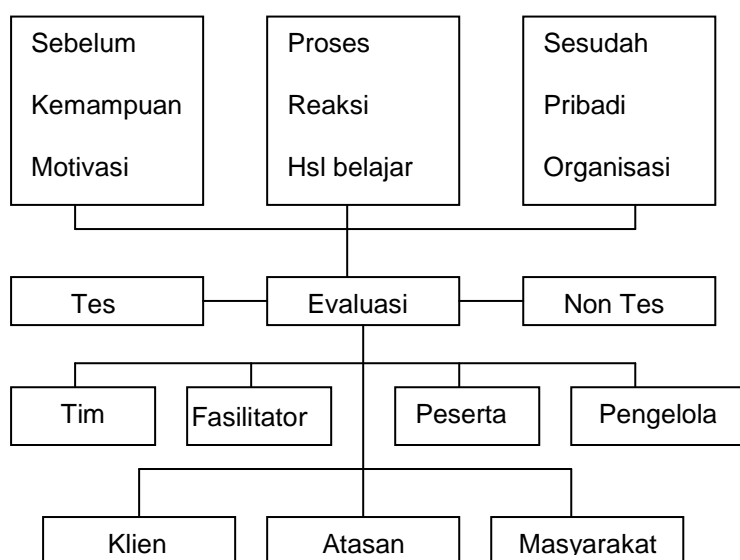 Sebelum
Kemampuan
Motivasi
Proses
Reaksi
Hsl belajar
Sesudah
Pribadi
Organisasi
Tes
Evaluasi
Non Tes
Tim
Fasilitator
Peserta
Pengelola
Klien
Atasan
Masyarakat